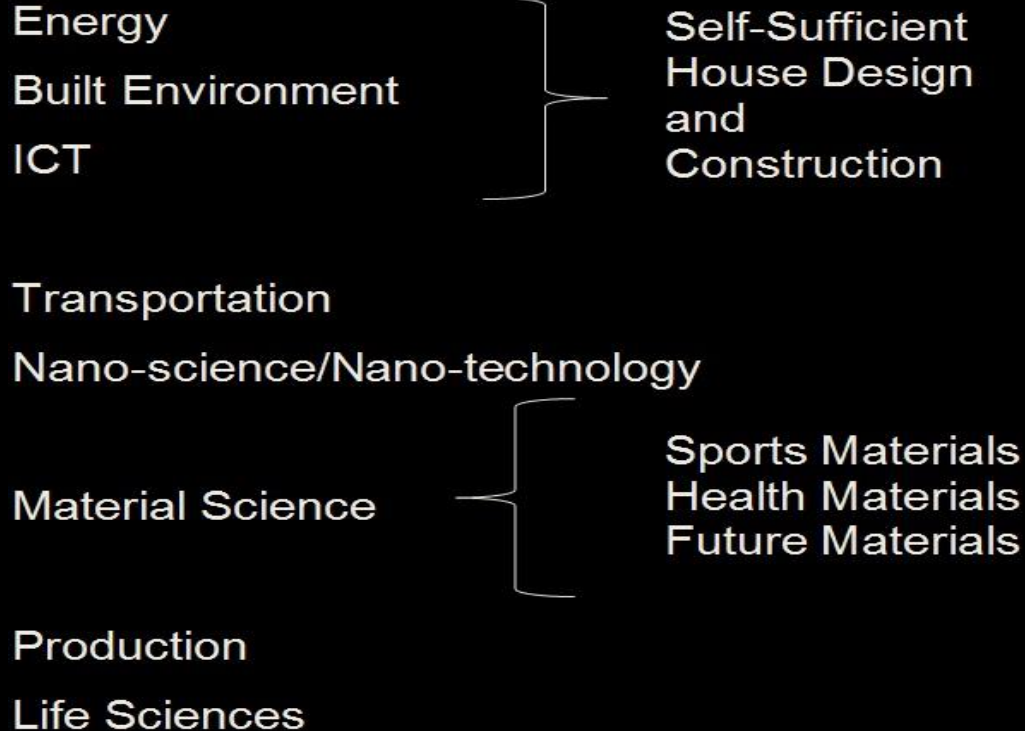 Energy
Built Environment
ICT
Self-Sufficient
House Design
and
Construction
Transportation
Nano-science/Nano-technology
Material Science
Sports Materials
Health Materials
Future Materials
Production
Life Sciences